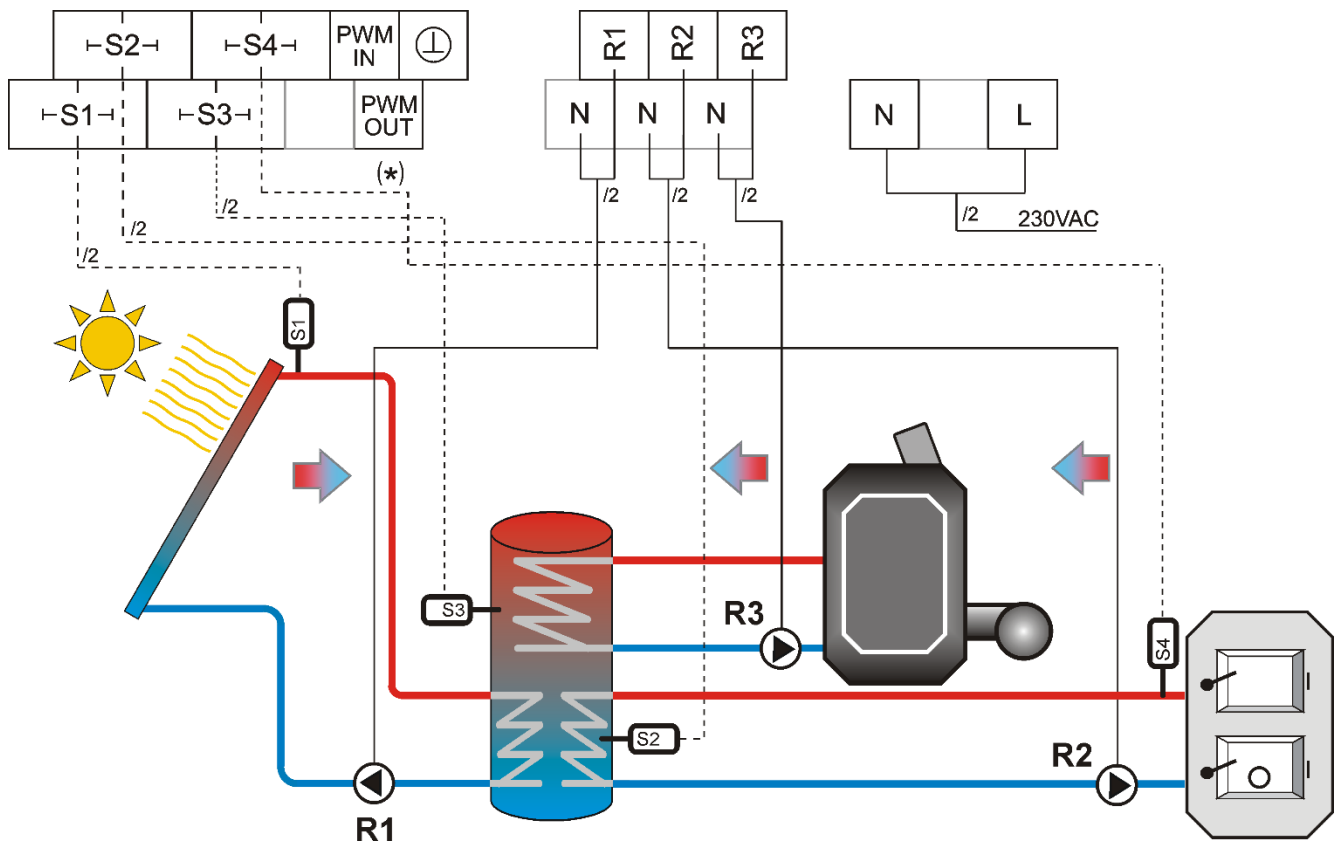 S2 S4 PWM IN
S1 S3 PWM OUT
R1 R2 R3
N N N
N L
(*)
/2
/2
/2
/2 /2 /2
/2 230VAC
S1
S3
R3
S4
S2
R2
R1